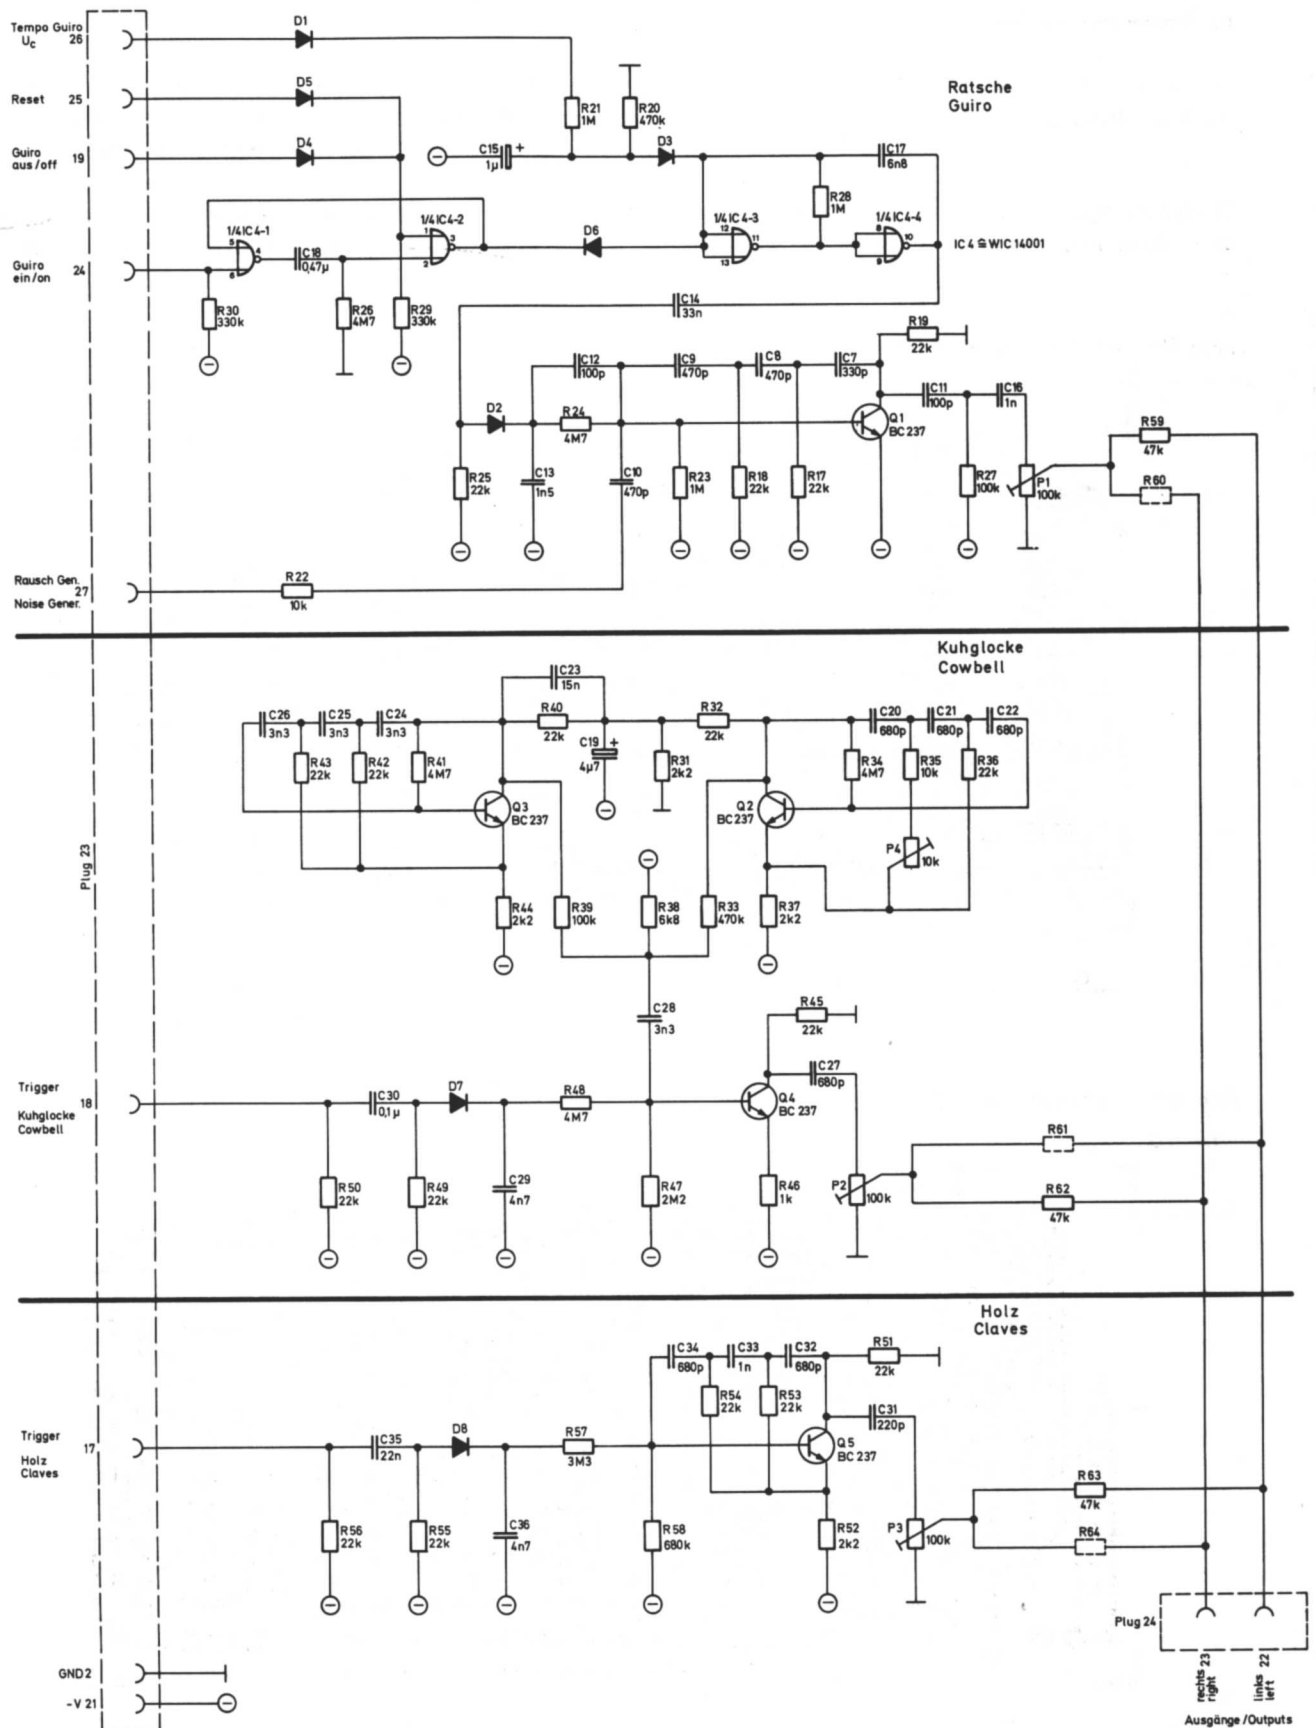 Tempo Guiro
Uc 26
D1
Reset 25
D5
Guiro
aus/off 19
D4
Guiro
ein/on 24
Ratsche
Guiro
R21
1M
R20
470k
C15
1µ
+
D3
C17
6n8
R28
1M
1/4 IC4-1
5
4
6
C18
0,47µ
1/4 IC4-2
1
3
2
D6
1/4 IC4-3
12
11
13
1/4 IC4-4
8
10
9
IC 4 ≅ WIC 14001
R30
330k
R26
4M7
R29
330k
C14
33n
R19
22k
C12
100p
C9
470p
C8
470p
C7
330p
C11
100p
C16
1n
D2
R24
4M7
Q1
BC 237
R59
47k
R60
R25
22k
C13
1n5
C10
470p
R23
1M
R18
22k
R17
22k
R27
100k
P1
100k
Rausch Gen.
27
Noise Gener.
R22
10k
Kuhglocke
Cowbell
C23
15n
C26
3n3
C25
3n3
C24
3n3
R40
22k
R32
22k
C20
680p
C21
680p
C22
680p
R43
22k
R42
22k
R41
4M7
C19
4µ7
+
R31
2k2
R34
4M7
R35
10k
R36
22k
Q3
BC 237
Q2
BC 237
P4
10k
Plug 23
R44
2k2
R39
100k
R38
6k8
R33
470k
R37
2k2
C28
3n3
R45
22k
C27
680p
Trigger
18
Kuhglocke
Cowbell
C30
0,1µ
D7
R48
4M7
Q4
BC 237
R61
R50
22k
R49
22k
C29
4n7
R47
2M2
R46
1k
P2
100k
R62
47k
Holz
Claves
C34
680p
C33
1n
C32
680p
R51
22k
R54
22k
R53
22k
C31
220p
Trigger
17
Holz
Claves
C35
22n
D8
R57
3M3
Q5
BC 237
R63
47k
R56
22k
R55
22k
C36
4n7
R58
680k
R52
2k2
P3
100k
R64
Plug 24
GND 2
-V 21
rechts
right 23
links
left 22
Ausgänge/Outputs